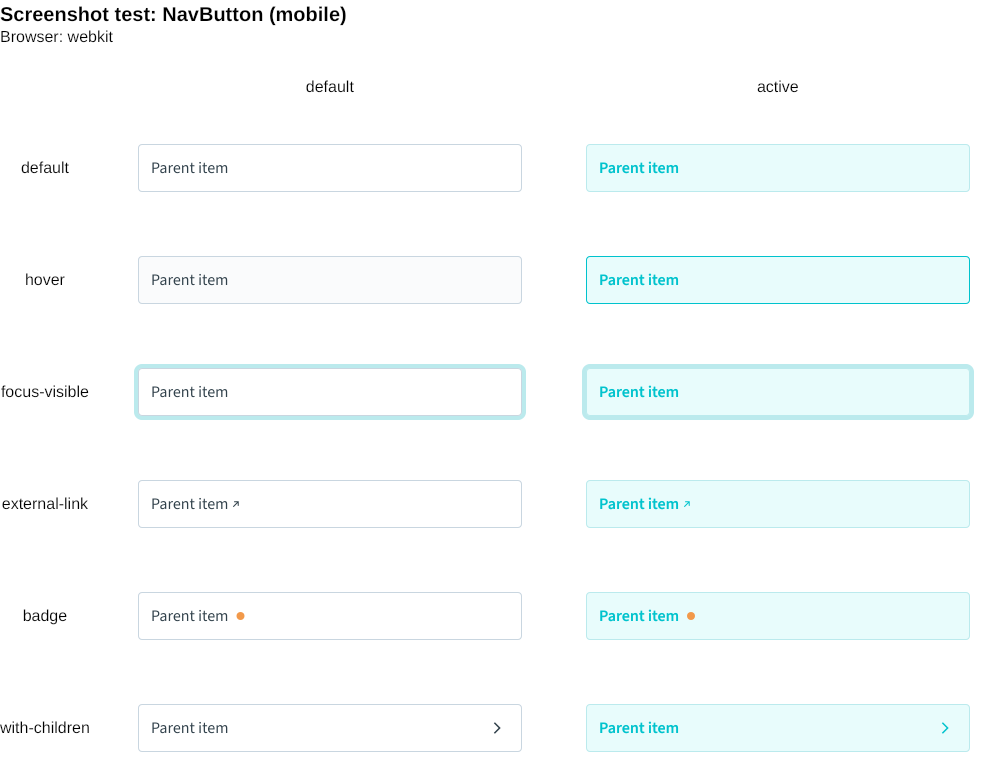 Screenshot test: NavButton (mobile)
Browser: webkit
default active
default Parent item Parent item
hover Parent item Parent item
focus-visible Parent item Parent item
external-link Parent item Parent item
badge Parent item Parent item
with-children Parent item Parent item